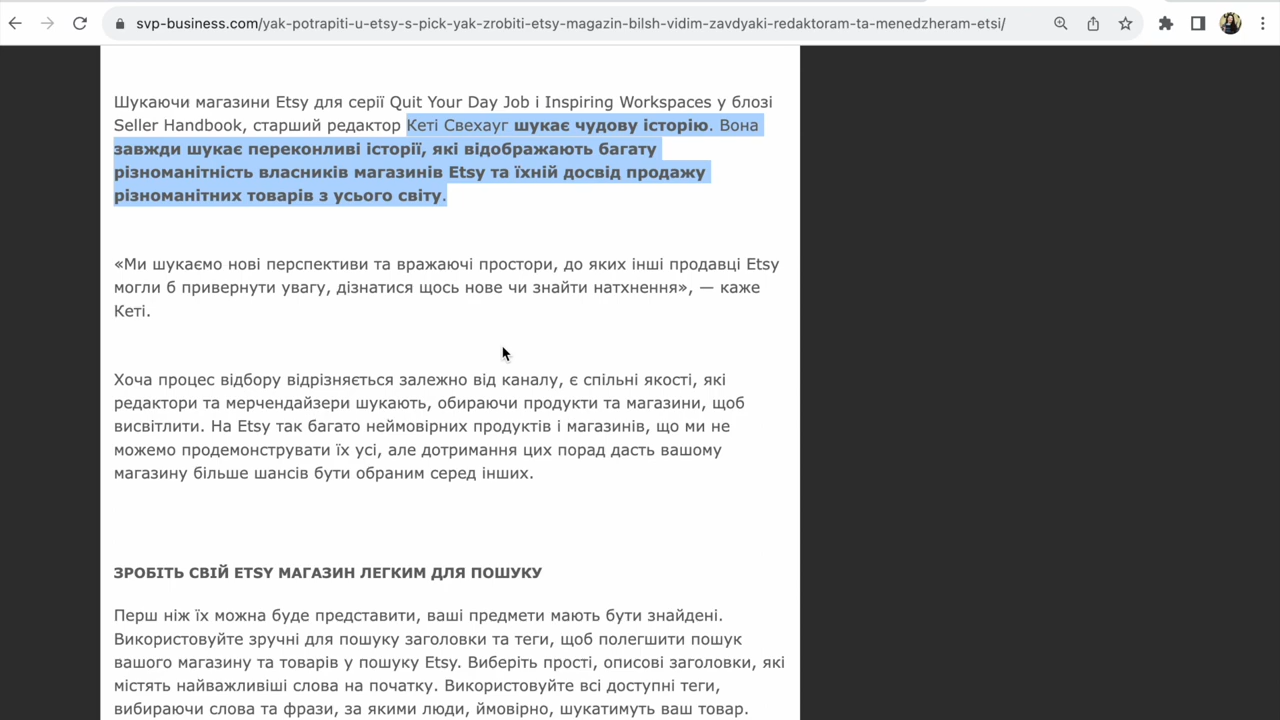 svp-business.com/yak-potrapiti-u-etsy-s-pick-yak-zrobiti-etsy-magazin-bilsh-vidim-zavdyaki-redaktoram-ta-menedzheram-etsi/
Шукаючи магазини Etsy для серії Quit Your Day Job і Inspiring Workspaces у блозі
Seller Handbook, старший редактор Кеті Свехауг шукає чудову історію. Вона
завжди шукає переконливі історії, які відображають багату
різноманітність власників магазинів Etsy та їхній досвід продажу
різноманітних товарів з усього світу.
«Ми шукаємо нові перспективи та вражаючі простори, до яких інші продавці Etsy
могли б привернути увагу, дізнатися щось нове чи знайти натхнення», — каже
Кеті.
Хоча процес відбору відрізняється залежно від каналу, є спільні якості, які
редактори та мерчендайзери шукають, обираючи продукти та магазини, щоб
висвітлити. На Etsy так багато неймовірних продуктів і магазинів, що ми не
можемо продемонструвати їх усі, але дотримання цих порад дасть вашому
магазину більше шансів бути обраним серед інших.
ЗРОБІТЬ СВІЙ ETSY МАГАЗИН ЛЕГКИМ ДЛЯ ПОШУКУ
Перш ніж їх можна буде представити, ваші предмети мають бути знайдені.
Використовуйте зручні для пошуку заголовки та теги, щоб полегшити пошук
вашого магазину та товарів у пошуку Etsy. Виберіть прості, описові заголовки, які
містять найважливіші слова на початку. Використовуйте всі доступні теги,
вибираючи слова та фрази, за якими люди, ймовірно, шукатимуть ваш товар.